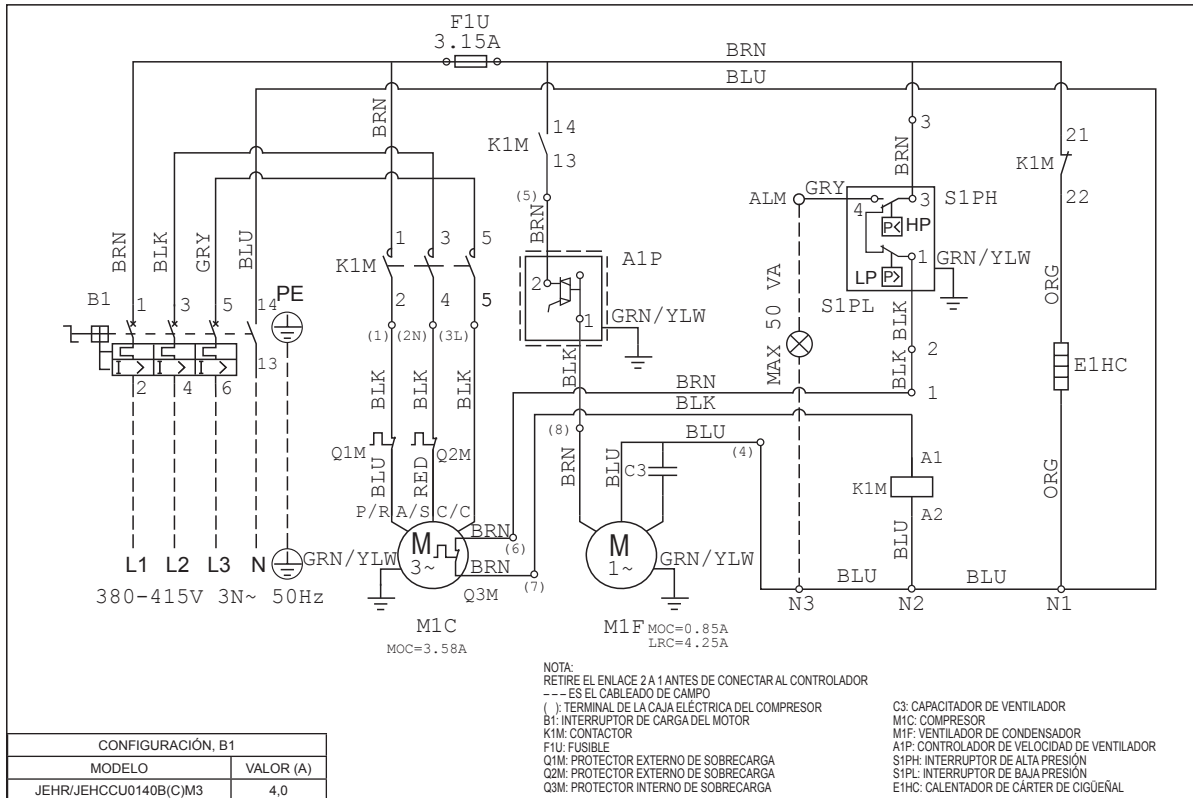 F1U
3.15A
BRN
BLU
BRN
14
K1M
13
(5)
BRN
3
BRN
21
K1M
22
ALM
GRY
4
3
S1PH
P<
HP
1
LP
P>
GRN/YLW
S1PL
BRN
BLK
GRY
BLU
B1
1
3
5
14
PE
1
3
5
K1M
2
4
5
(1)
(2N)
(3L)
A1P
2
1
GRN/YLW
MAX 50 VA
BLK
BLK
ORG
I >
I >
I >
13
2
4
6
BLK
BLK
BLK
BLK
2
E1HC
BRN
1
BLK
(8)
BLU
(4)
Q1M
Q2M
BLU
RED
BRN
BLU
C3
A1
K1M
A2
ORG
P/R
A/S
C/C
BRN
(6)
BLU
L1
L2
L3
N
GRN/YLW
M
3~
BRN
(7)
Q3M
M
1~
GRN/YLW
BLU
BLU
380-415V 3N~ 50Hz
N3
N2
N1
M1C
MOC=3.58A
M1F
MOC=0.85A
LRC=4.25A
NOTA:
RETIRE EL ENLACE 2 A 1 ANTES DE CONECTAR AL CONTROLADOR
--- ES EL CABLEADO DE CAMPO
( ): TERMINAL DE LA CAJA ELÉCTRICA DEL COMPRESOR
B1: INTERRUPTOR DE CARGA DEL MOTOR
K1M: CONTACTOR
F1U: FUSIBLE
Q1M: PROTECTOR EXTERNO DE SOBRECARGA
Q2M: PROTECTOR EXTERNO DE SOBRECARGA
Q3M: PROTECTOR INTERNO DE SOBRECARGA
C3: CAPACITADOR DE VENTILADOR
M1C: COMPRESOR
M1F: VENTILADOR DE CONDENSADOR
A1P: CONTROLADOR DE VELOCIDAD DE VENTILADOR
S1PH: INTERRUPTOR DE ALTA PRESIÓN
S1PL: INTERRUPTOR DE BAJA PRESIÓN
E1HC: CALENTADOR DE CÁRTER DE CIGÜEÑAL
CONFIGURACIÓN, B1
MODELO
VALOR (A)
JEHR/JEHCCU0140B(C)M3
4,0